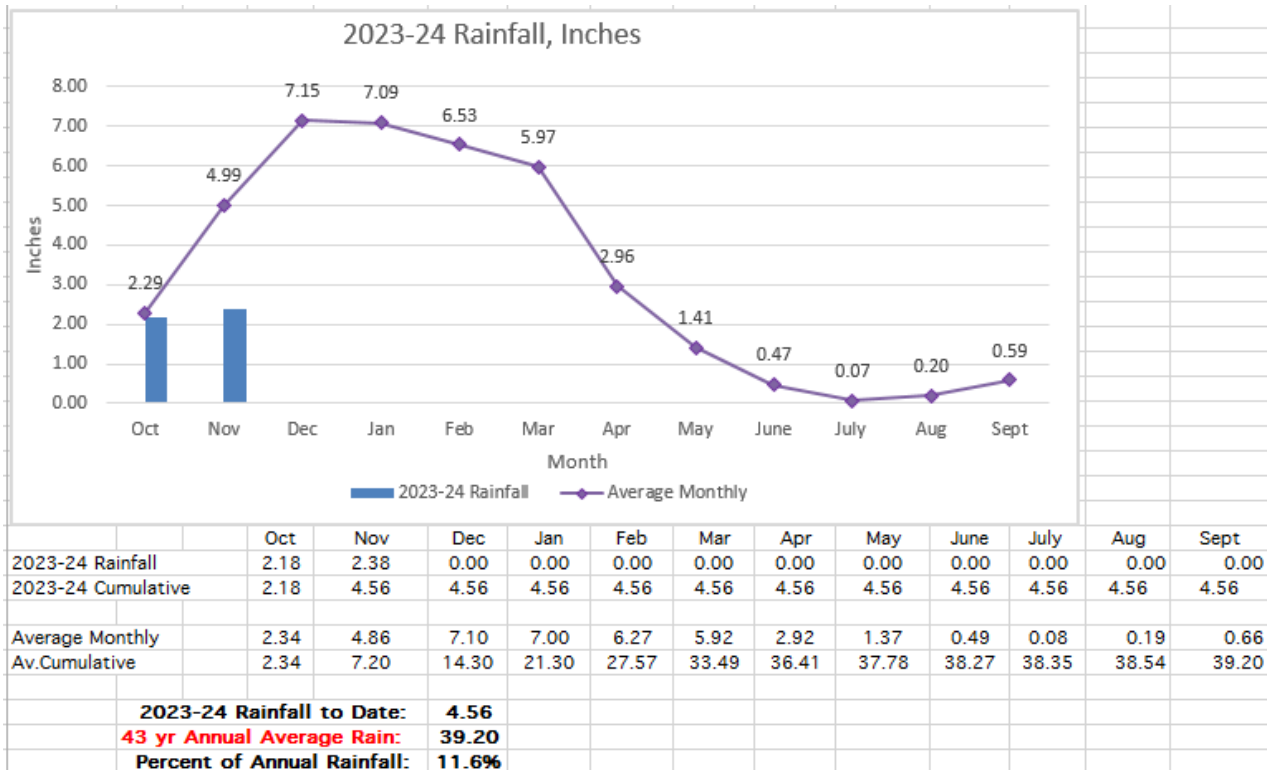 2023-24 Rainfall, Inches
8.00
7.00
6.00
5.00
4.00
3.00
2.00
1.00
0.00
Inches
2.29
4.99
7.15
7.09
6.53
5.97
2.96
1.41
0.47
0.07
0.20
0.59
Oct Nov Dec Jan Feb Mar Apr May June July Aug Sept
Month
2023-24 Rainfall Average Monthly
Oct Nov Dec Jan Feb Mar Apr May June July Aug Sept
2023-24 Rainfall 2.18 2.38 0.00 0.00 0.00 0.00 0.00 0.00 0.00 0.00 0.00 0.00
2023-24 Cumulative 2.18 4.56 4.56 4.56 4.56 4.56 4.56 4.56 4.56 4.56 4.56 4.56
Average Monthly 2.34 4.86 7.10 7.00 6.27 5.92 2.92 1.37 0.49 0.08 0.19 0.66
Av.Cumulative 2.34 7.20 14.30 21.30 27.57 33.49 36.41 37.78 38.27 38.35 38.54 39.20
2023-24 Rainfall to Date: 4.56
43 yr Annual Average Rain: 39.20
Percent of Annual Rainfall: 11.6%